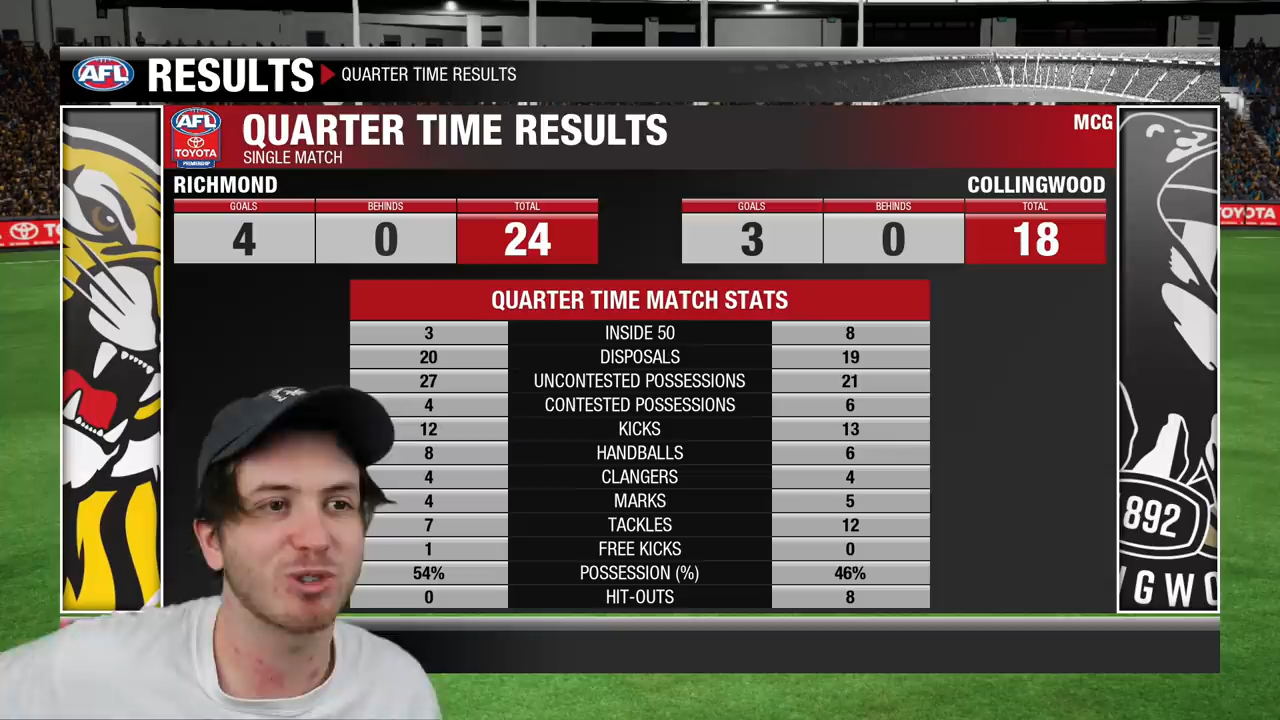 AFL RESULTS QUARTER TIME RESULTS
AFL
TOYOTA
PREMIERSHIP
QUARTER TIME RESULTS
MCG
SINGLE MATCH
RICHMOND COLLINGWOOD
GOALS BEHINDS TOTAL GOALS BEHINDS TOTAL
4 0 24 3 0 18
QUARTER TIME MATCH STATS
3 INSIDE 50 8
20 DISPOSALS 19
27 UNCONTESTED POSSESSIONS 21
4 CONTESTED POSSESSIONS 6
12 KICKS 13
8 HANDBALLS 6
4 CLANGERS 4
4 MARKS 5
7 TACKLES 12
1 FREE KICKS 0
54% POSSESSION (%) 46%
0 HIT-OUTS 8
892
GWO
TOYOTA